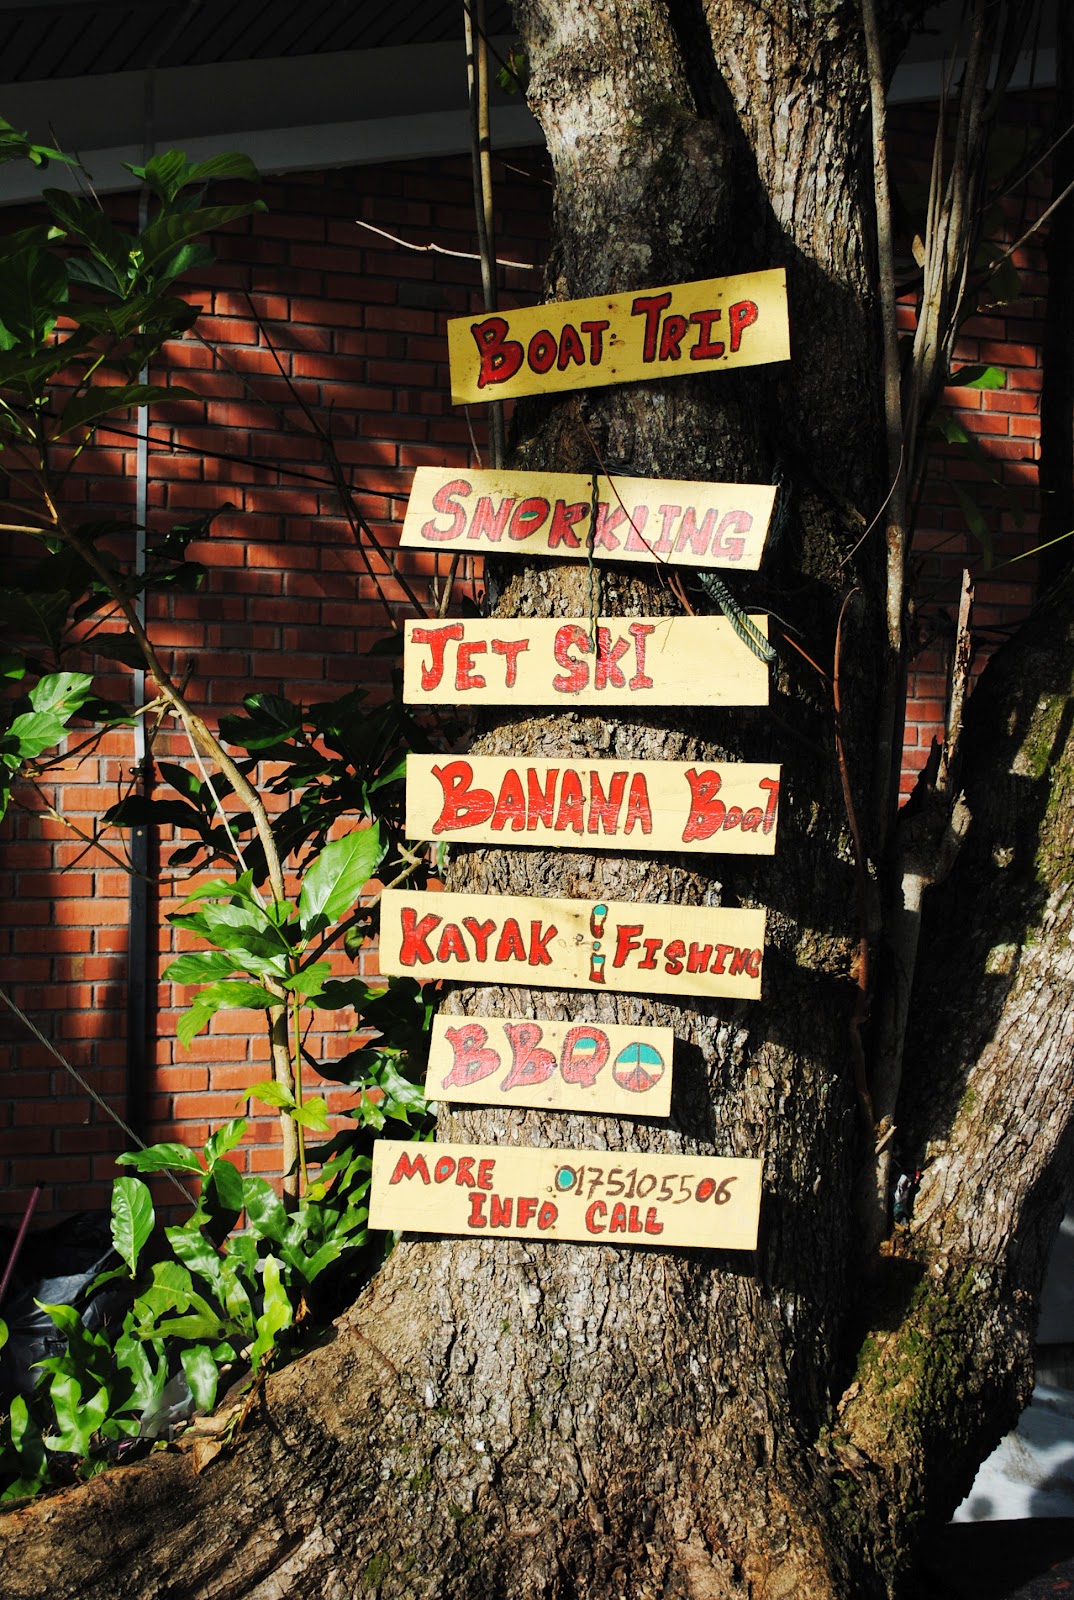 BOAT TRIP
SNORKLING
JET SKI
BANANA BOAT
KAYAK FISHING
BBQ
MORE 0175105506
INFO CALL